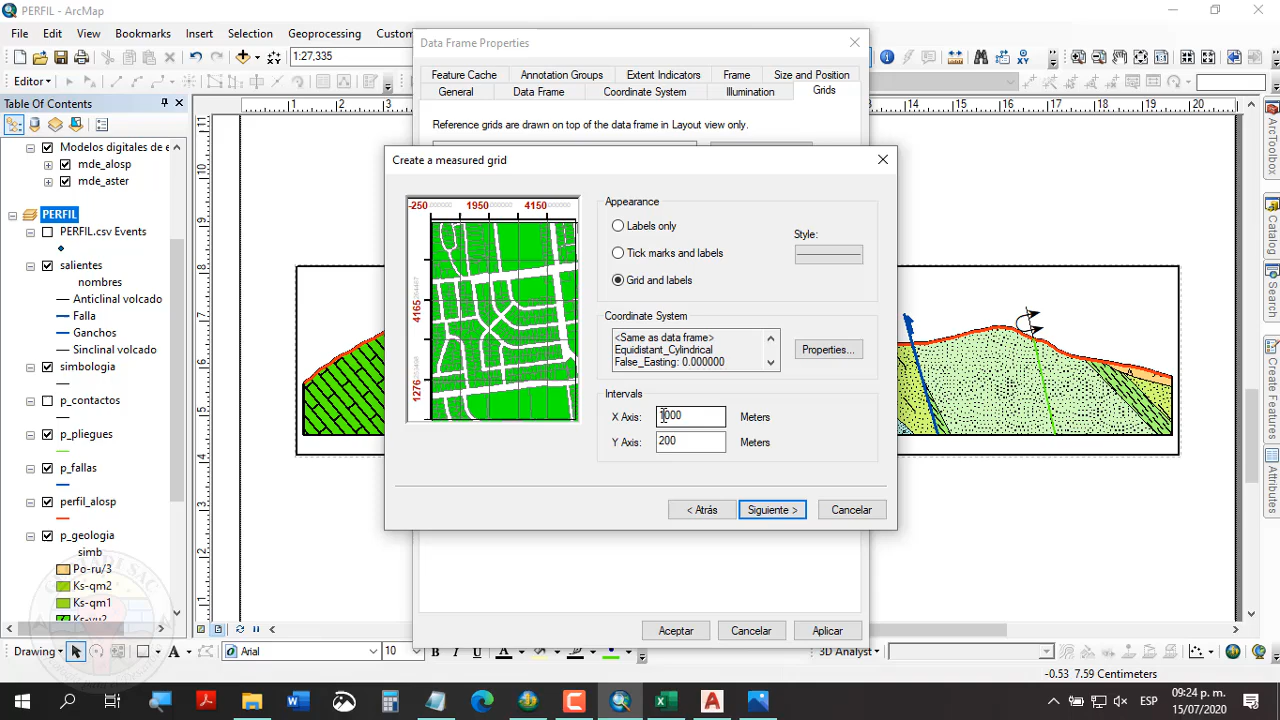 PERFIL - ArcMap
File Edit View Bookmarks Insert Selection Geoprocessing Custom
1:27,335
Editor
Table Of Contents
Modelos digitales de e
mde_alosp
mde_aster
PERFIL
PERFIL.csv Events
salientes
nombres
Anticlinal volcado
Falla
Ganchos
Sinclinal volcado
simbologia
p_contactos
p_pliegues
p_fallas
perfil_alosp
p_geologia
simb
Po-ru/3
Ks-qm2
Ks-qm1
Data Frame Properties
Feature Cache Annotation Groups Extent Indicators Frame Size and Position
General Data Frame Coordinate System Illumination Grids
Reference grids are drawn on top of the data frame in Layout view only.
Create a measured grid
-250 1950 4150
4165
1276
Appearance
Labels only
Tick marks and labels
Grid and labels
Style:
Coordinate System
<Same as data frame>
Equidistant_Cylindrical
False_Easting: 0.000000
Properties...
Intervals
X Axis: 1000 Meters
Y Axis: 200 Meters
< Atrás Siguiente > Cancelar
Aceptar Cancelar Aplicar
14 15 16 17 18 19
ArcToolbox
Catalog
Search
Create Features
Attributes
Drawing Arial 10 B I U A 3D Analyst
-0.53 7.59 Centimeters
ESP
09:24 p. m.
15/07/2020